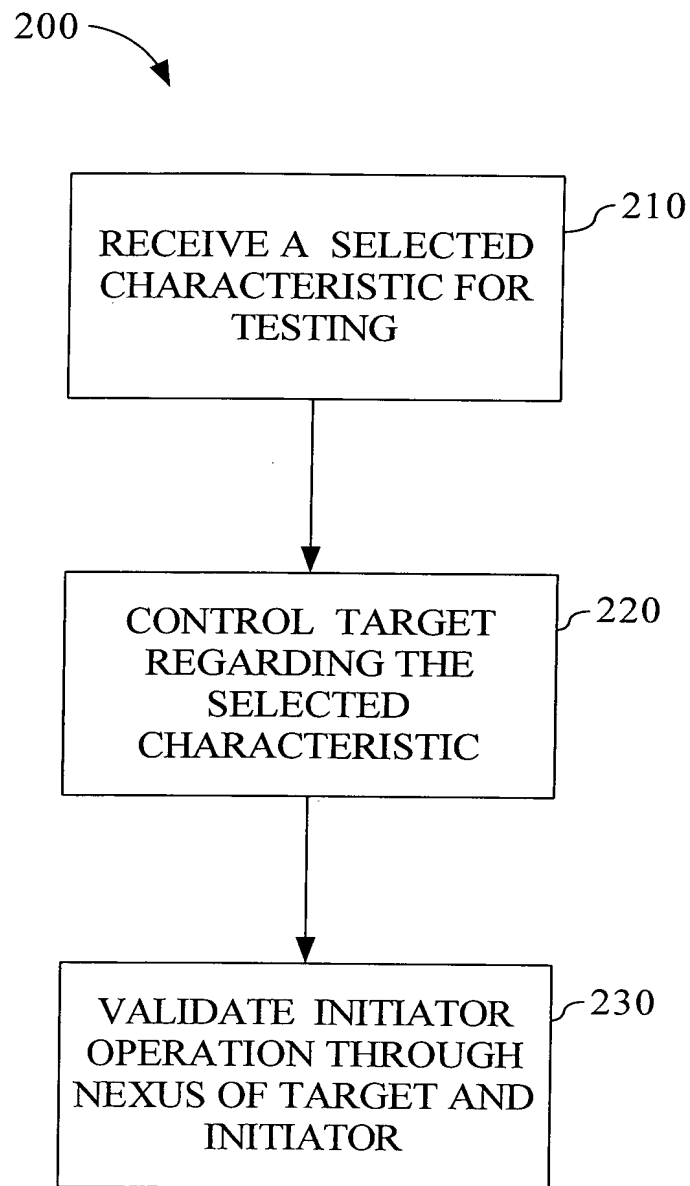 200
RECEIVE A SELECTED
CHARACTERISTIC FOR
TESTING
210
CONTROL TARGET
REGARDING THE
SELECTED
CHARACTERISTIC
220
VALIDATE INITIATOR
OPERATION THROUGH
NEXUS OF TARGET AND
INITIATOR
230